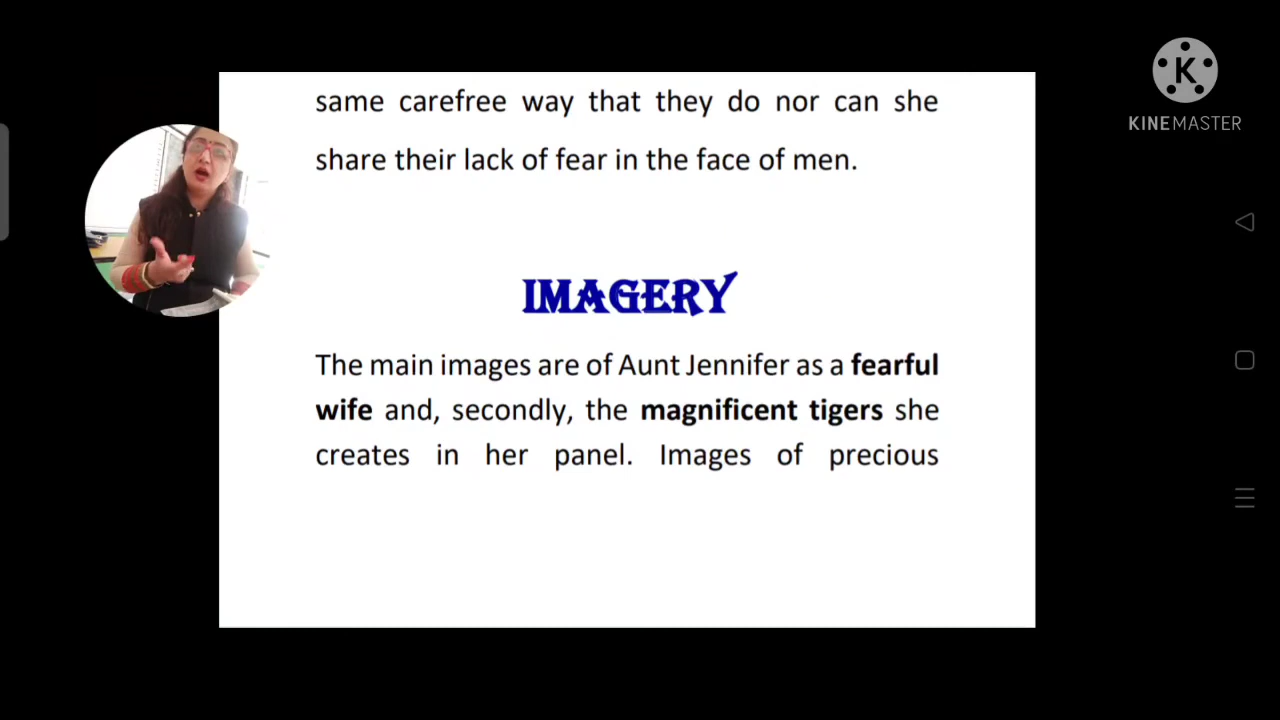 same carefree way that they do nor can she
share their lack of fear in the face of men.
IMAGERY
The main images are of Aunt Jennifer as a fearful
wife and, secondly, the magnificent tigers she
creates in her panel. Images of precious
K
KINEMASTER